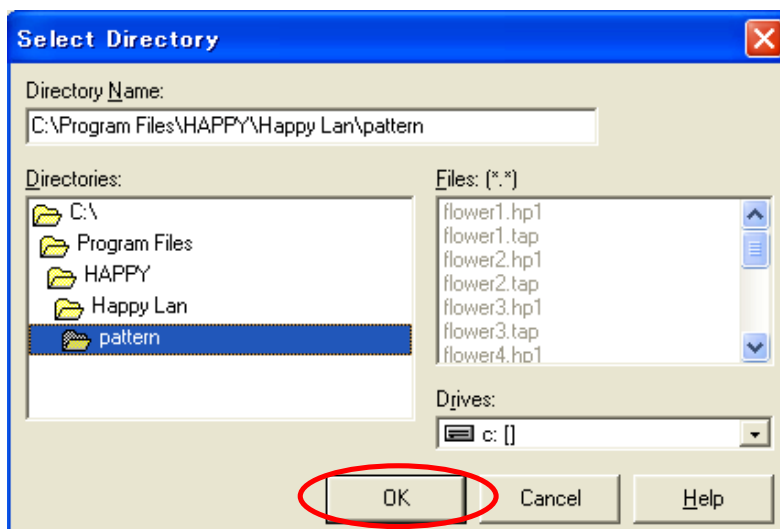 Select Directory
Directory Name:
C:\Program Files\HAPPY\Happy Lan\pattern
Directories:
C:\
Program Files
HAPPY
Happy Lan
pattern
Files: (*.*)
flower1.hp1
flower1.tap
flower2.hp1
flower2.tap
flower3.hp1
flower3.tap
flower4.hp1
Drives:
c: []
OK
Cancel
Help